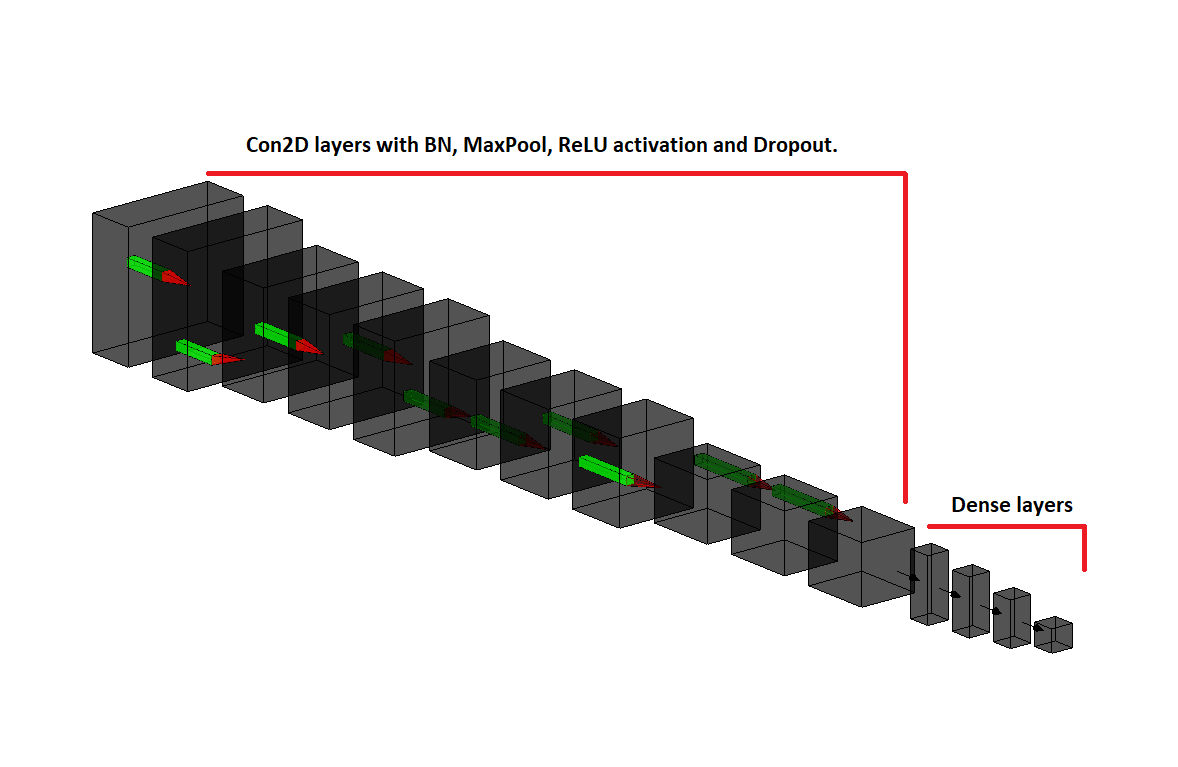 Con2D layers with BN, MaxPool, ReLU activation and Dropout.
Dense layers